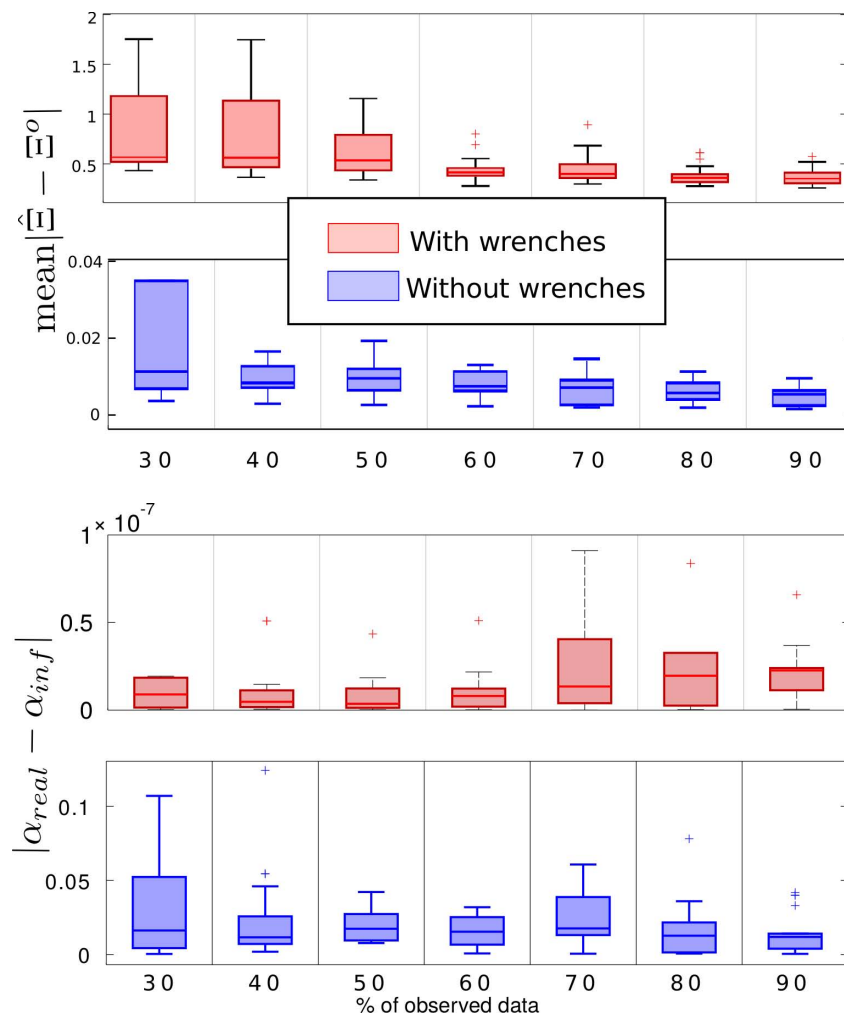 2
1.5
1
0.5
mean|Ξ̂ − Ξᵒ|
With wrenches
Without wrenches
0.04
0.02
0
30 40 50 60 70 80 90
1× 10⁻⁷
0.5
0
|α_real − α_inf|
0.1
0.05
0
30 40 50 60 70 80 90
% of observed data